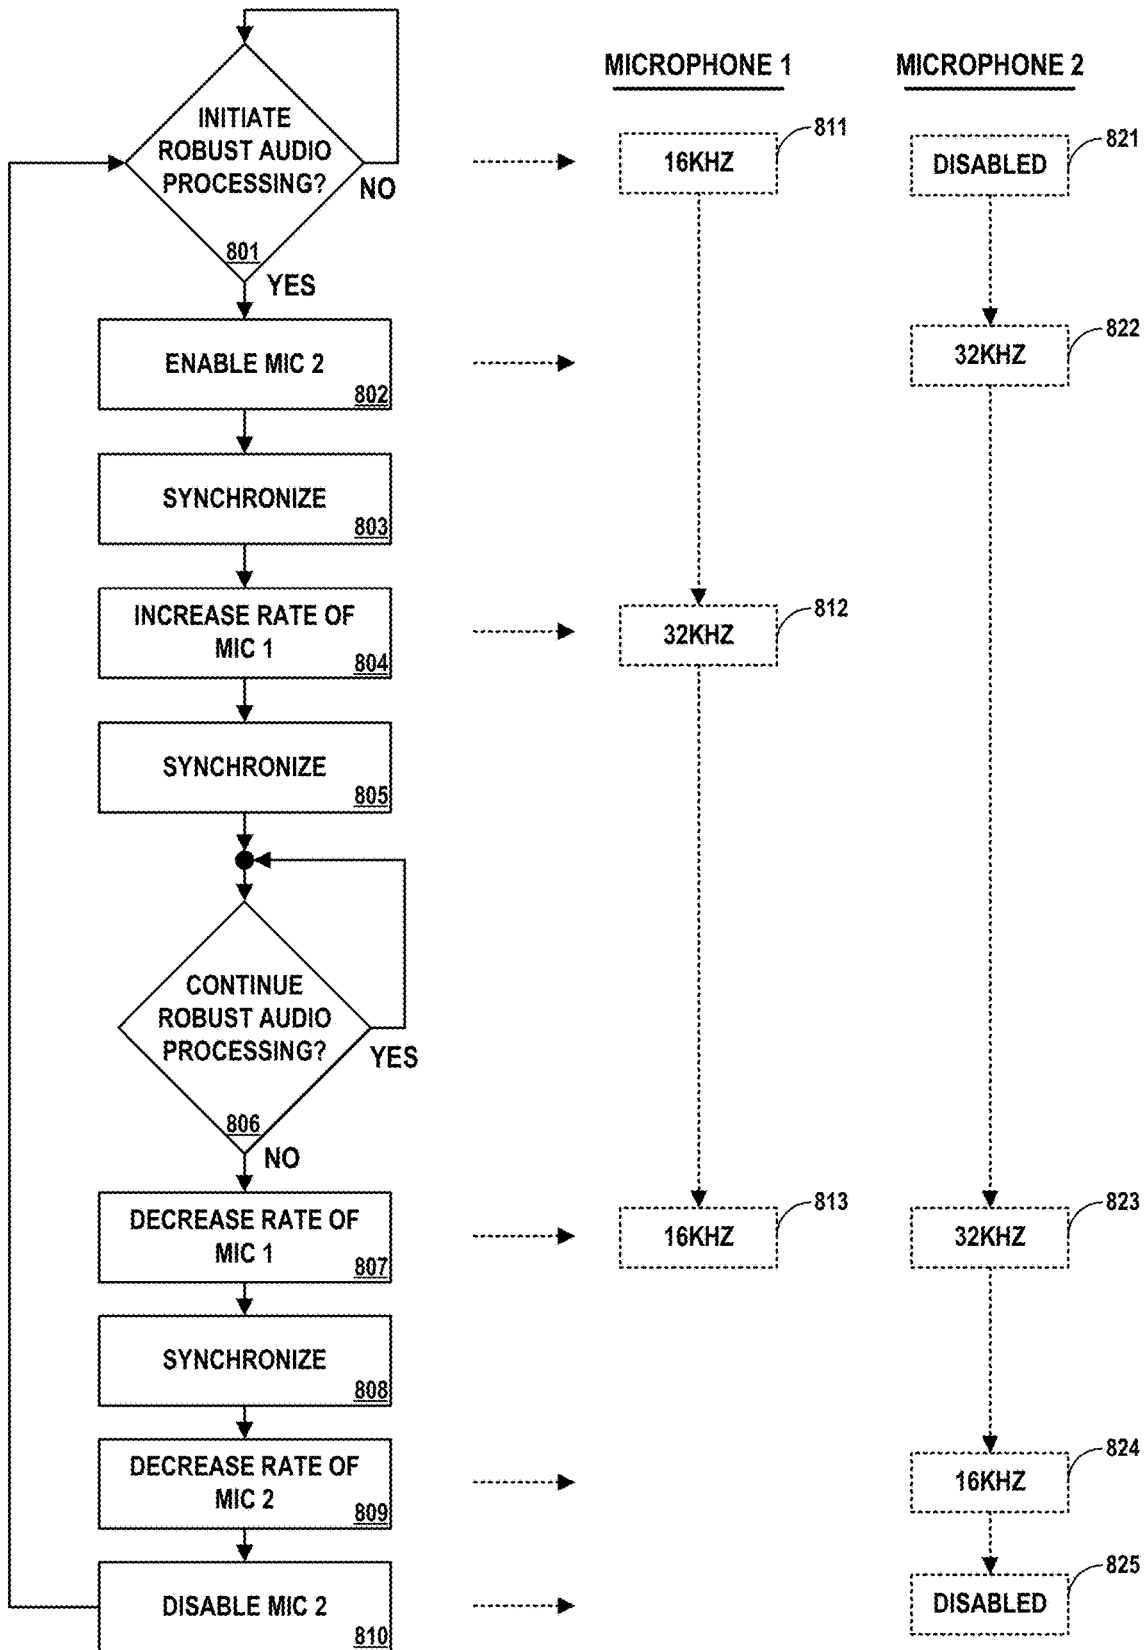 MICROPHONE 1
MICROPHONE 2
INITIATE
ROBUST AUDIO
PROCESSING?
NO
801
YES
16KHZ
811
DISABLED
821
ENABLE MIC 2
802
32KHZ
822
SYNCHRONIZE
803
INCREASE RATE OF
MIC 1
804
32KHZ
812
SYNCHRONIZE
805
CONTINUE
ROBUST AUDIO
PROCESSING?
YES
806
NO
DECREASE RATE OF
MIC 1
807
16KHZ
813
32KHZ
823
SYNCHRONIZE
808
DECREASE RATE OF
MIC 2
809
16KHZ
824
DISABLE MIC 2
810
DISABLED
825